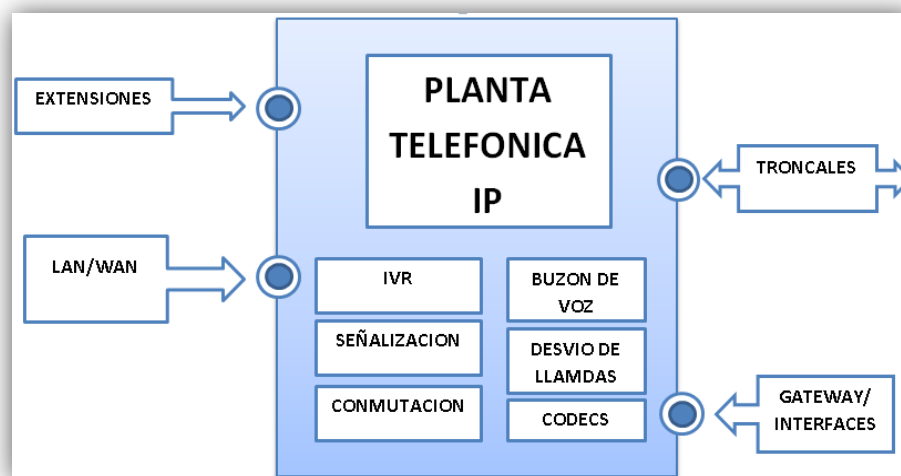 PLANTA
TELEFONICA
IP
EXTENSIONES
TRONCALES
LAN/WAN
IVR
BUZON DE
VOZ
SEÑALIZACION
DESVIO DE
LLAMDAS
CONMUTACION
CODECS
GATEWAY/
INTERFACES